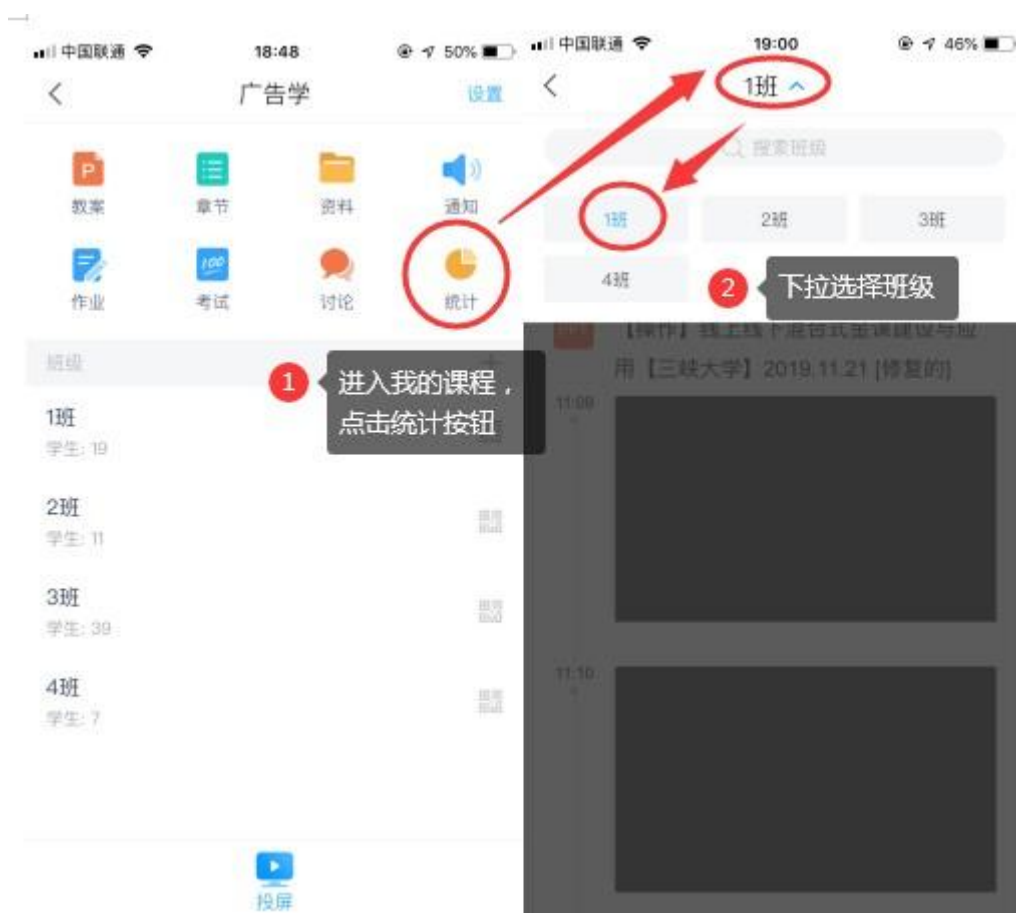 中国联通
18:48
50%
广告学
设置
教案
章节
资料
通知
100
作业
考试
讨论
统计
班级
1
进入我的课程，
点击统计按钮
1班
学生: 19
2班
学生: 11
3班
学生: 39
4班
学生: 7
投屏
中国联通
19:00
46%
1班
搜索班级
1班
2班
3班
4班
2
下拉选择班级
【操作】线上线下混合式金课建设与应
用【三峡大学】2019.11.21 [修复的]
11:09
11:10